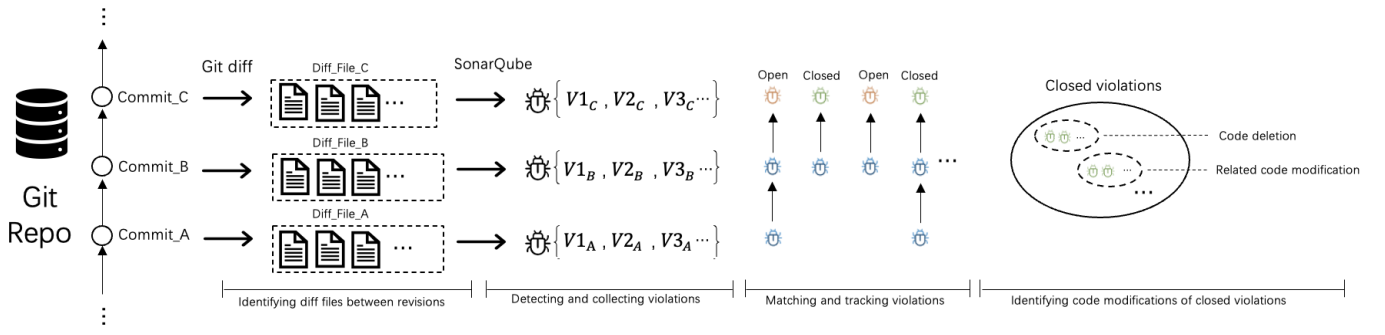 Git
Repo
Commit_C
Commit_B
Commit_A
Git diff
Diff_File_C
...
Diff_File_B
...
Diff_File_A
...
SonarQube
{ V1_C , V2_C , V3_C ... }
{ V1_B , V2_B , V3_B ... }
{ V1_A , V2_A , V3_A ... }
Open Closed Open Closed
...
Closed violations
...
Code deletion
...
Related code modification
...
Identifying diff files between revisions
Detecting and collecting violations
Matching and tracking violations
Identifying code modifications of closed violations